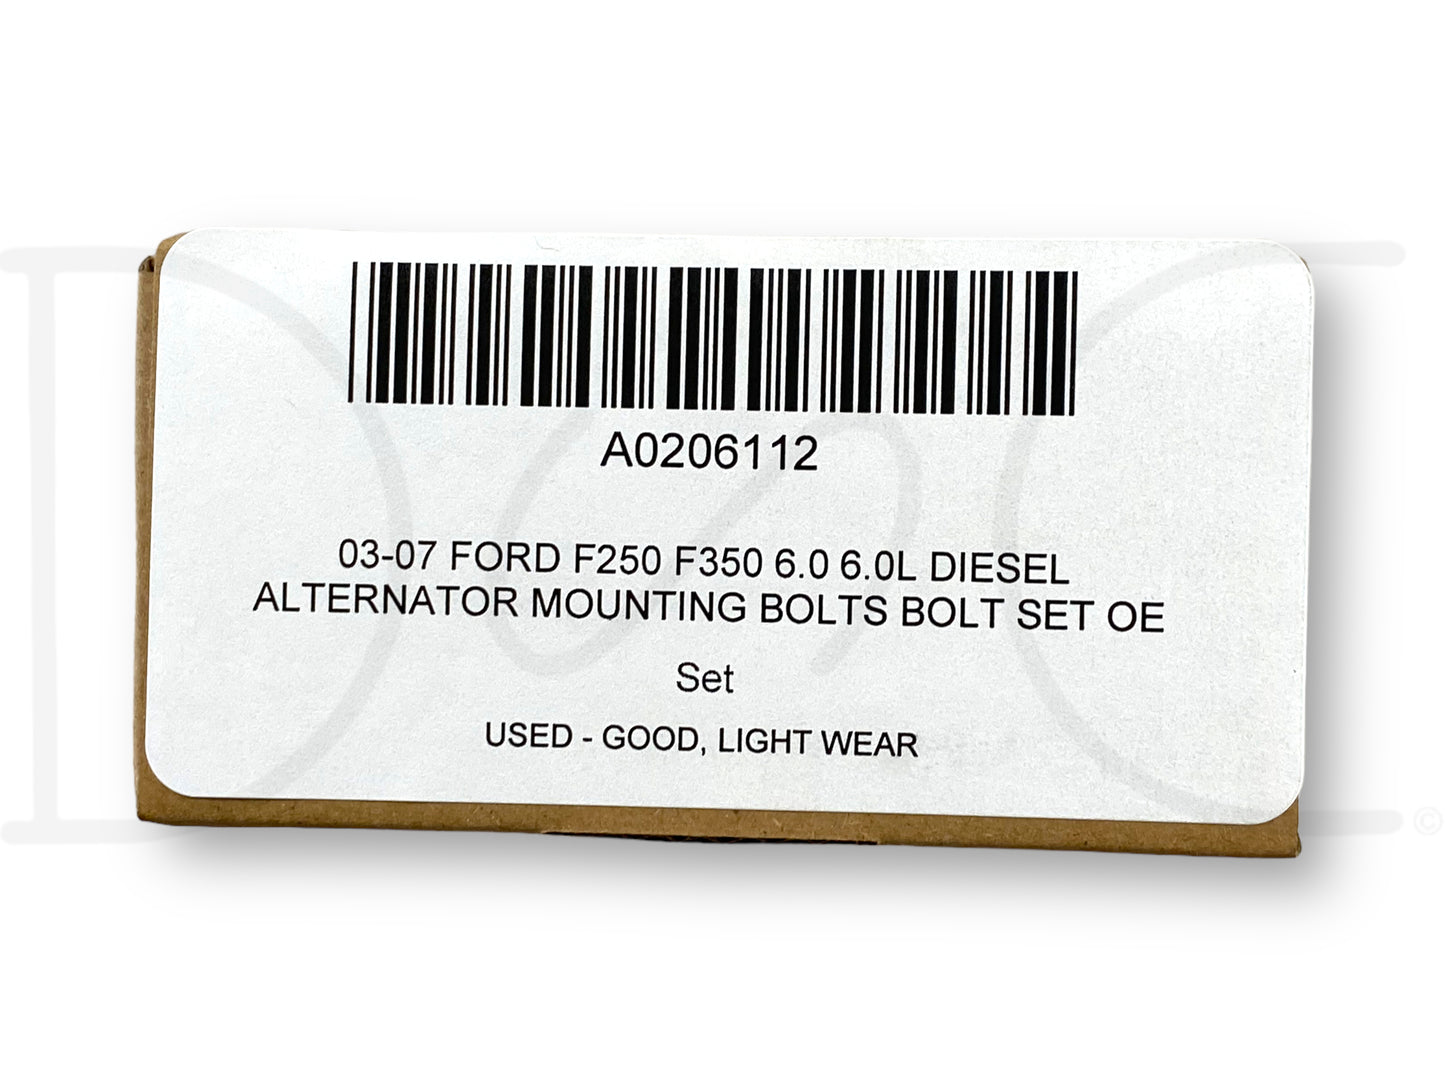 A0206112
03-07 FORD F250 F350 6.0 6.0L DIESEL
ALTERNATOR MOUNTING BOLTS BOLT SET OE
Set
USED - GOOD, LIGHT WEAR
©